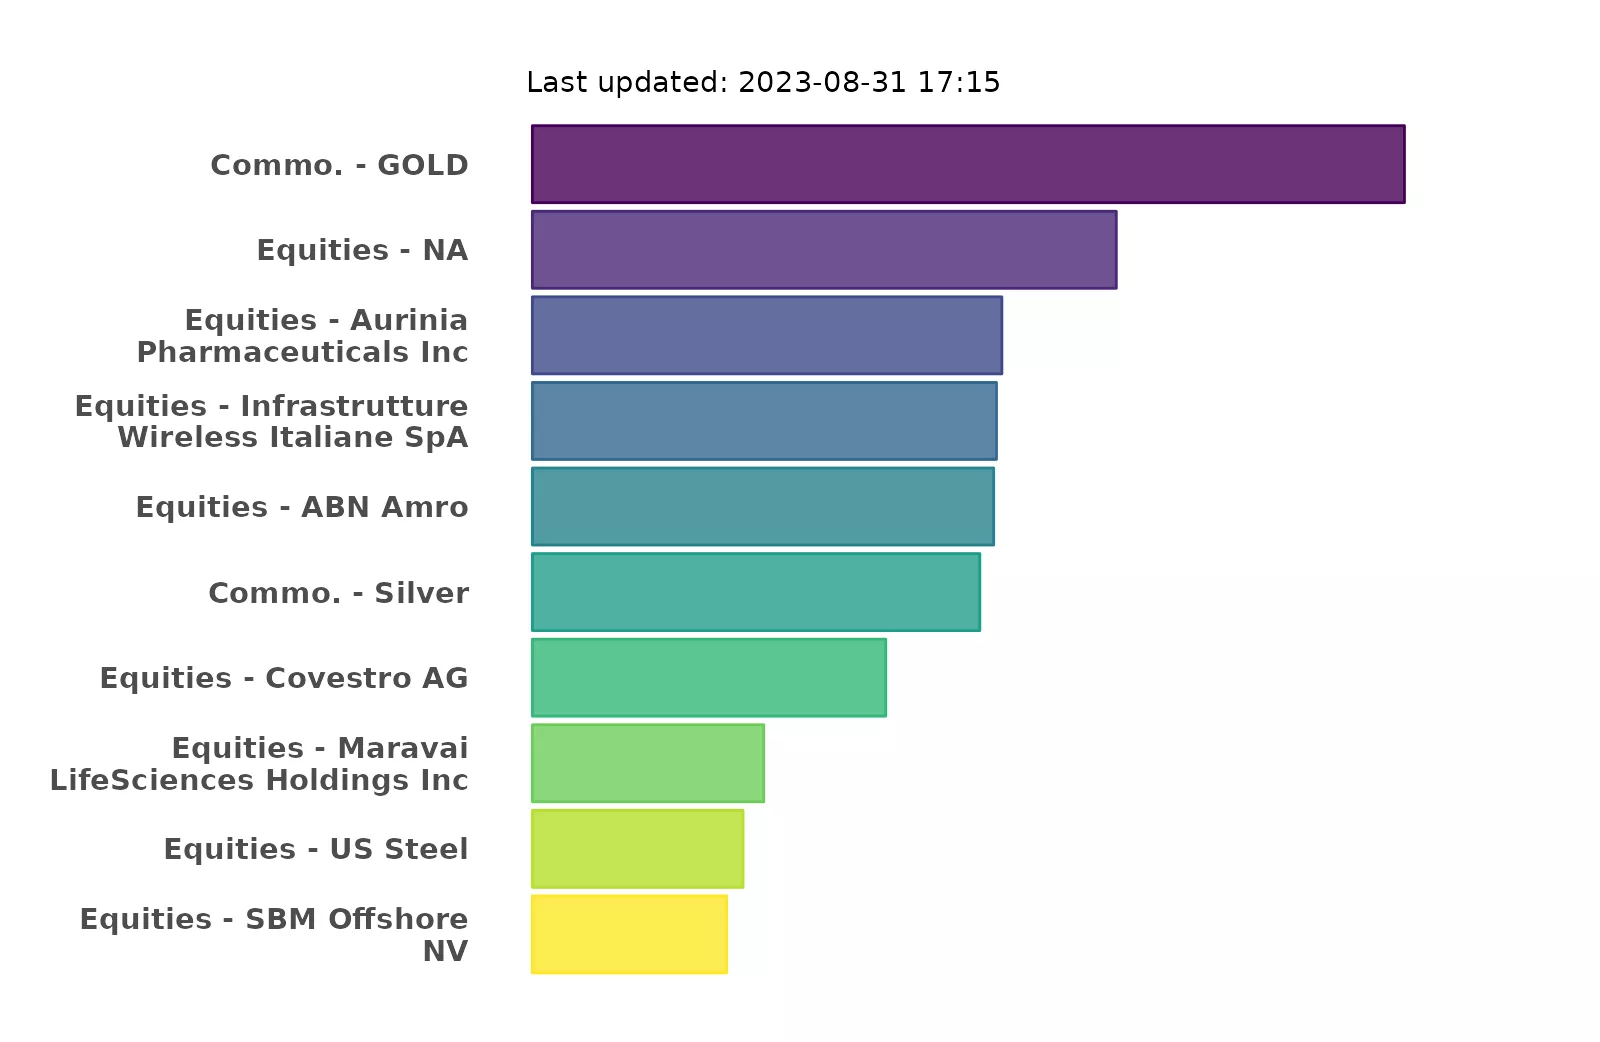 Last updated: 2023-08-31 17:15
Commo. - GOLD
Equities - NA
Equities - Aurinia
Pharmaceuticals Inc
Equities - Infrastrutture
Wireless Italiane SpA
Equities - ABN Amro
Commo. - Silver
Equities - Covestro AG
Equities - Maravai
LifeSciences Holdings Inc
Equities - US Steel
Equities - SBM Offshore
NV